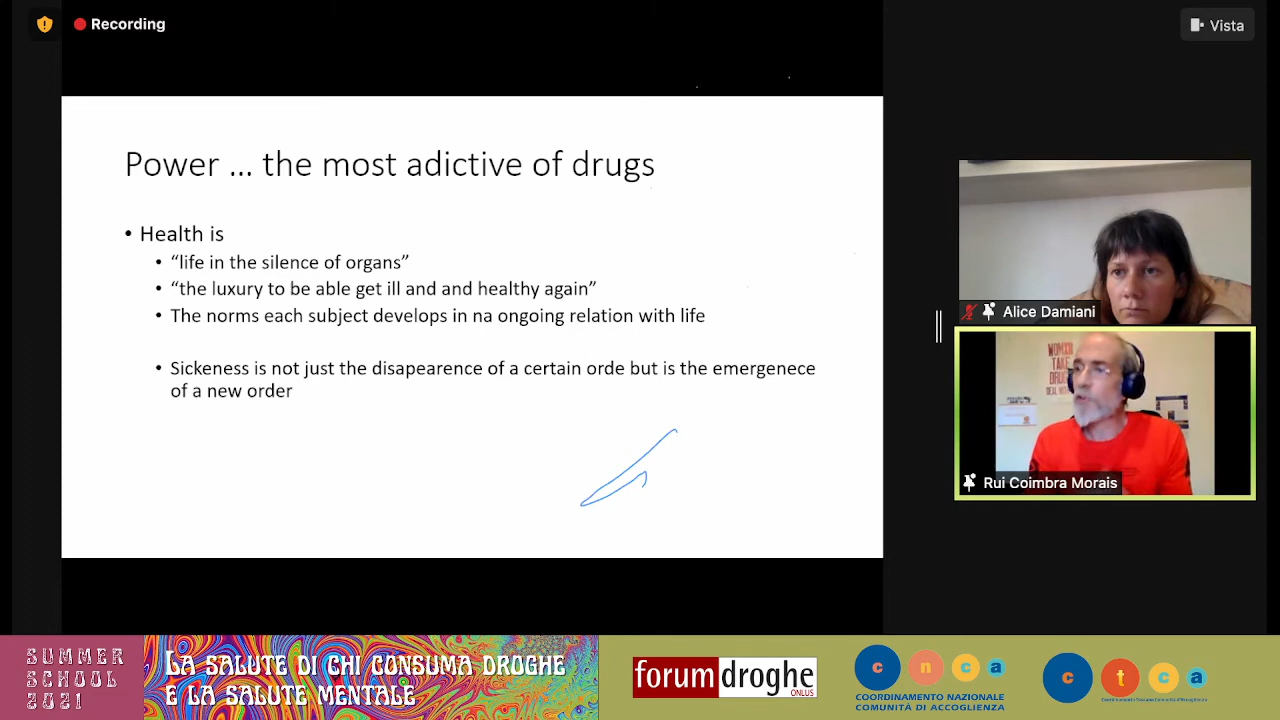 Recording
Vista
Power … the most adictive of drugs
• Health is
• “life in the silence of organs”
• “the luxury to be able get ill and and healthy again”
• The norms each subject develops in na ongoing relation with life
• Sickeness is not just the disapearence of a certain orde but is the emergenece
of a new order
Alice Damiani
WOMXN
TAKE
DRUGS
Rui Coimbra Morais
SUMMER
SCHOOL
2021
LA SALUTE DI CHI CONSUMA DROGHE
E LA SALUTE MENTALE
forumdroghe
ONLUS
c n c a
COORDINAMENTO NAZIONALE
COMUNITÀ DI ACCOGLIENZA
c t c a